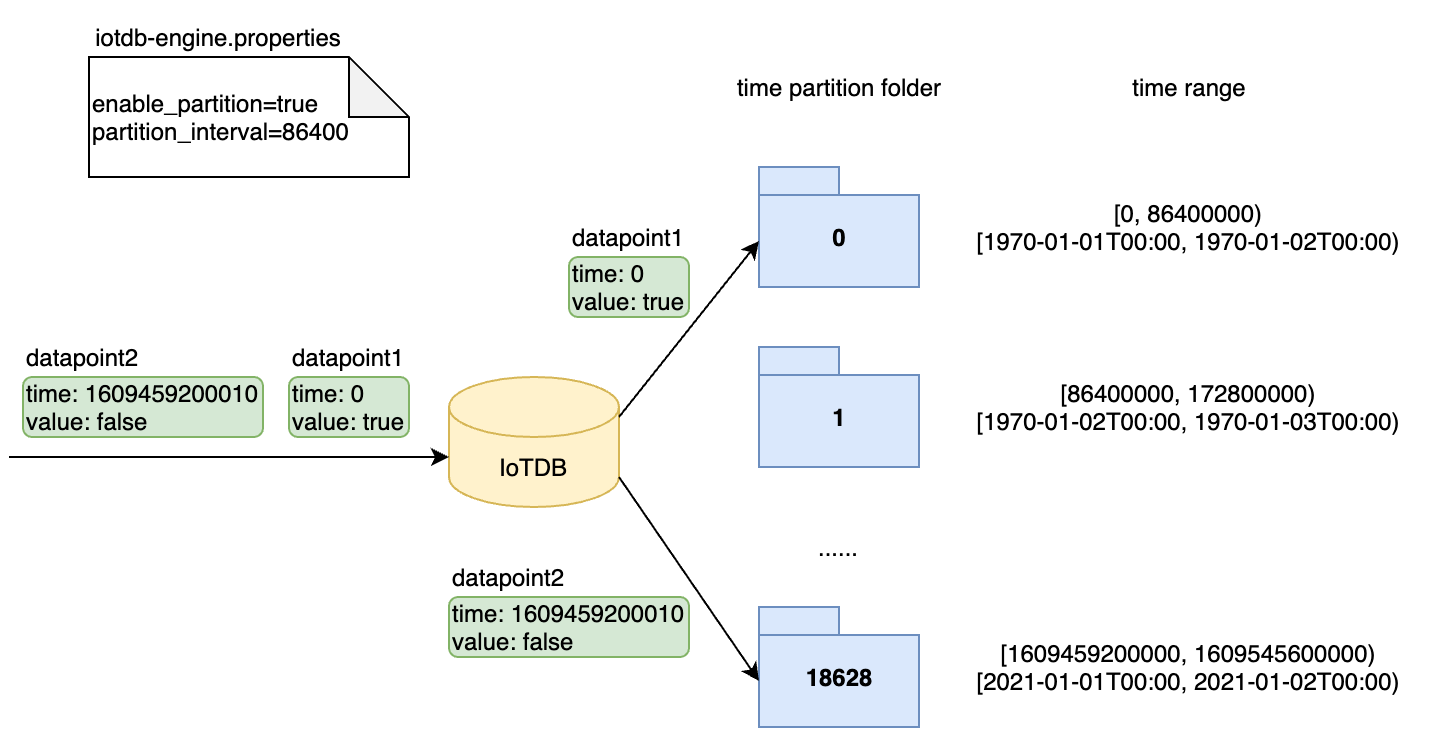 iotdb-engine.properties
enable_partition=true
partition_interval=86400
time partition folder
time range
datapoint1
time: 0
value: true
0
[0, 86400000)
[1970-01-01T00:00, 1970-01-02T00:00)
datapoint2
time: 1609459200010
value: false
datapoint1
time: 0
value: true
IoTDB
1
[86400000, 172800000)
[1970-01-02T00:00, 1970-01-03T00:00)
......
datapoint2
time: 1609459200010
value: false
18628
[1609459200000, 1609545600000)
[2021-01-01T00:00, 2021-01-02T00:00)